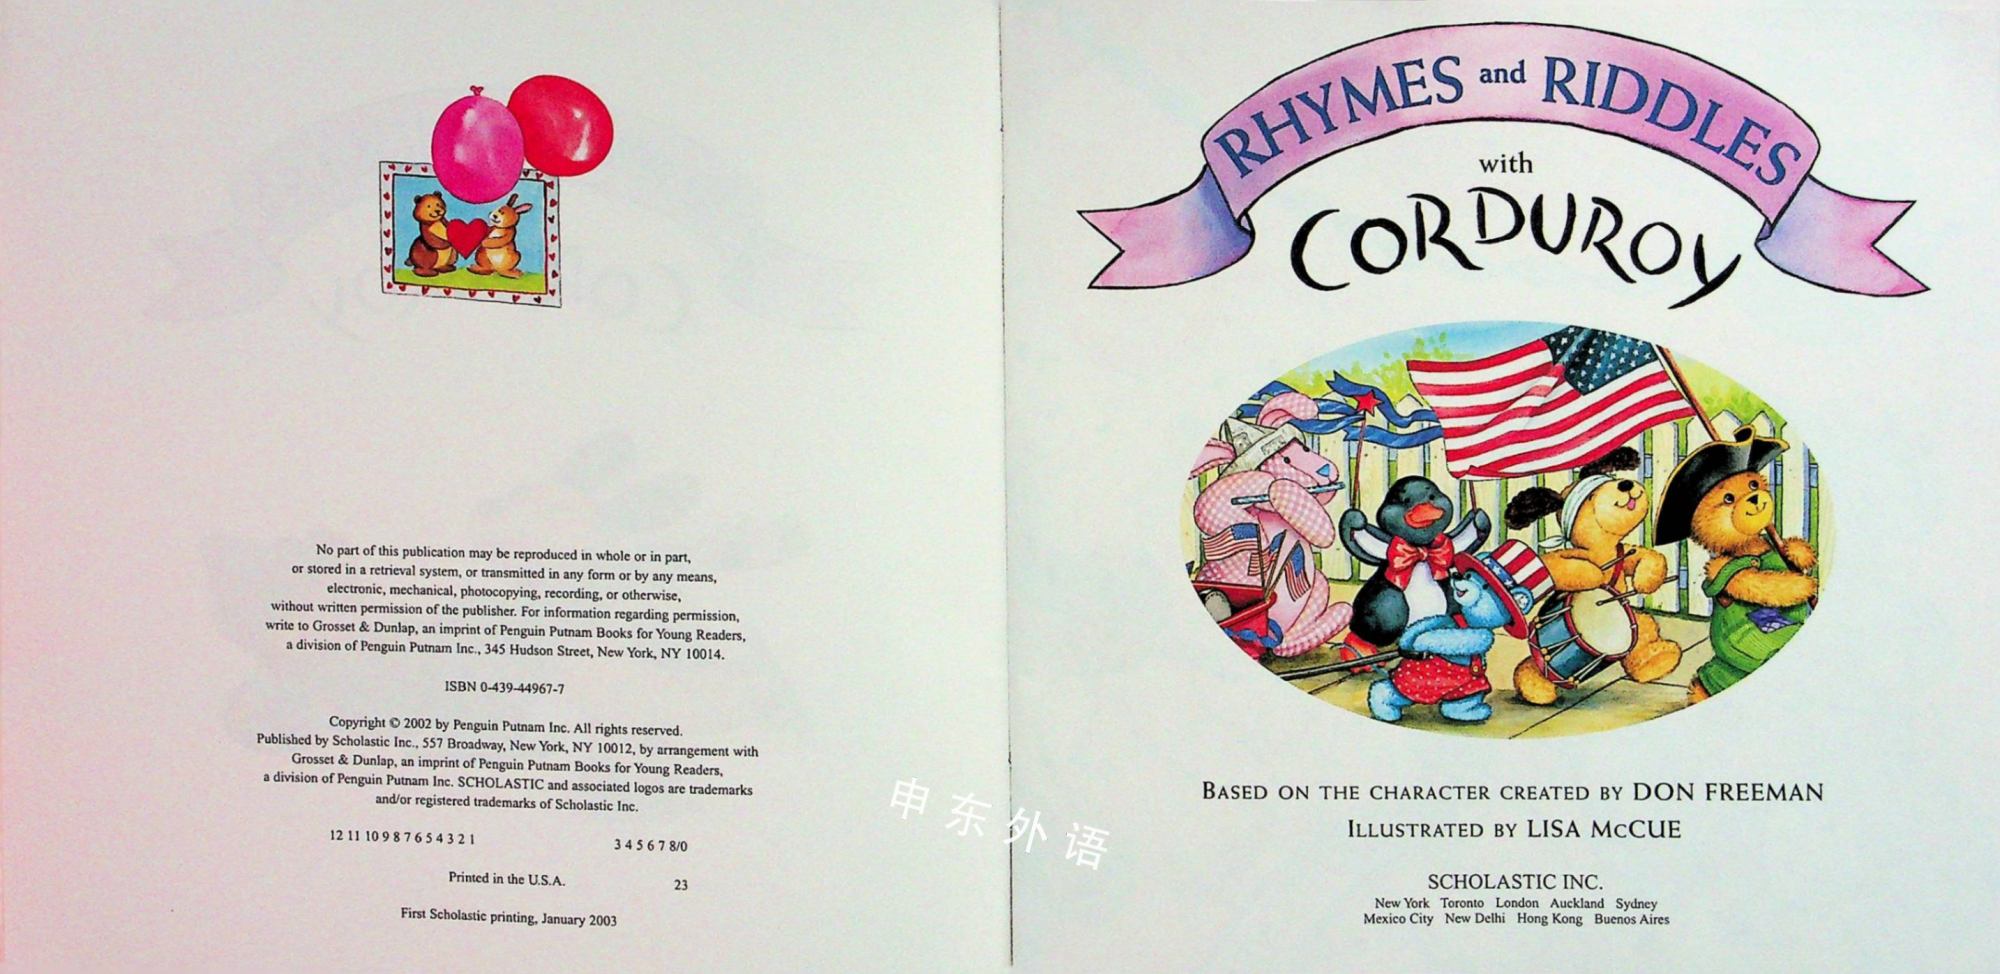 No part of this publication may be reproduced in whole or in part,
or stored in a retrieval system, or transmitted in any form or by any means,
electronic, mechanical, photocopying, recording, or otherwise,
without written permission of the publisher. For information regarding permission,
write to Grosset & Dunlap, an imprint of Penguin Putnam Books for Young Readers,
a division of Penguin Putnam Inc., 345 Hudson Street, New York, NY 10014.
ISBN 0-439-44967-7
Copyright © 2002 by Penguin Putnam Inc. All rights reserved.
Published by Scholastic Inc., 557 Broadway, New York, NY 10012, by arrangement with
Grosset & Dunlap, an imprint of Penguin Putnam Books for Young Readers,
a division of Penguin Putnam Inc. SCHOLASTIC and associated logos are trademarks
and/or registered trademarks of Scholastic Inc.
12 11 10 9 8 7 6 5 4 3 2 1 3 4 5 6 7 8/0
Printed in the U.S.A. 23
First Scholastic printing, January 2003
RHYMES and RIDDLES
with
CORDUROY
BASED ON THE CHARACTER CREATED BY DON FREEMAN
ILLUSTRATED BY LISA McCUE
SCHOLASTIC INC.
New York Toronto London Auckland Sydney
Mexico City New Delhi Hong Kong Buenos Aires
申东外语